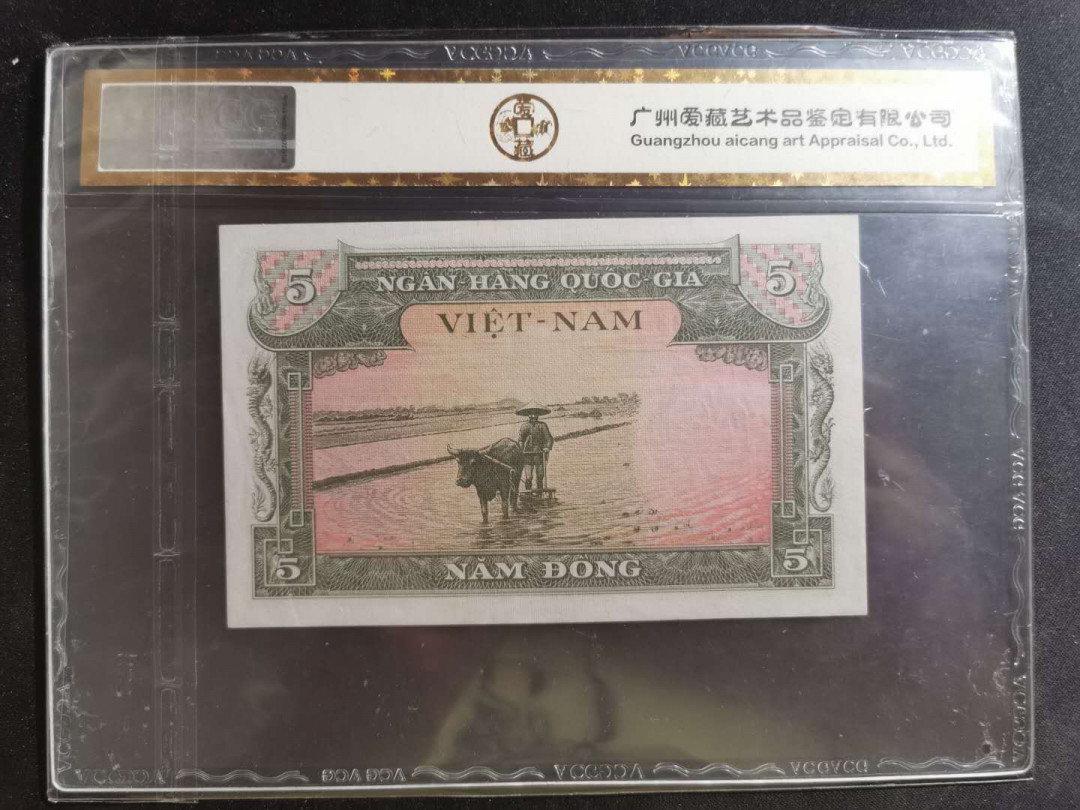 广州爱藏艺术品鉴定有限公司
Guangzhou aicang art Appraisal Co., Ltd.
5 NGÂN-HÀNG QUỐC GIA 5
VIỆT-NAM
5 NĂM ĐỒNG 5